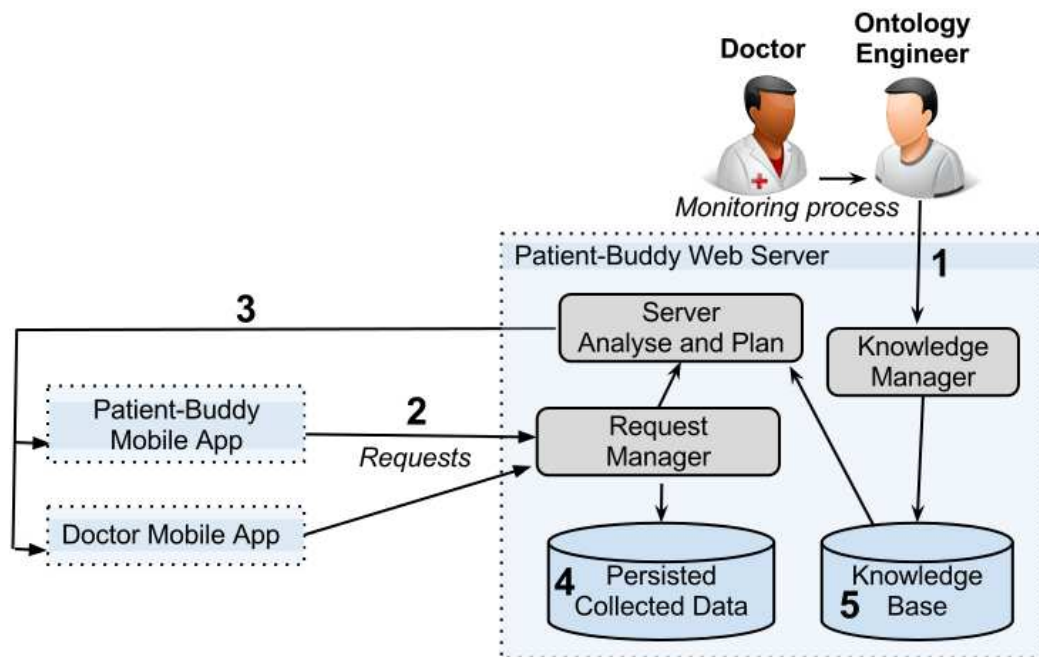 Doctor
Ontology
Engineer
Monitoring process
1
Patient-Buddy Web Server
3
Server
Analyse and Plan
Knowledge
Manager
Patient-Buddy
Mobile App
2
Requests
Request
Manager
Doctor Mobile App
4
Persisted
Collected Data
5
Knowledge
Base